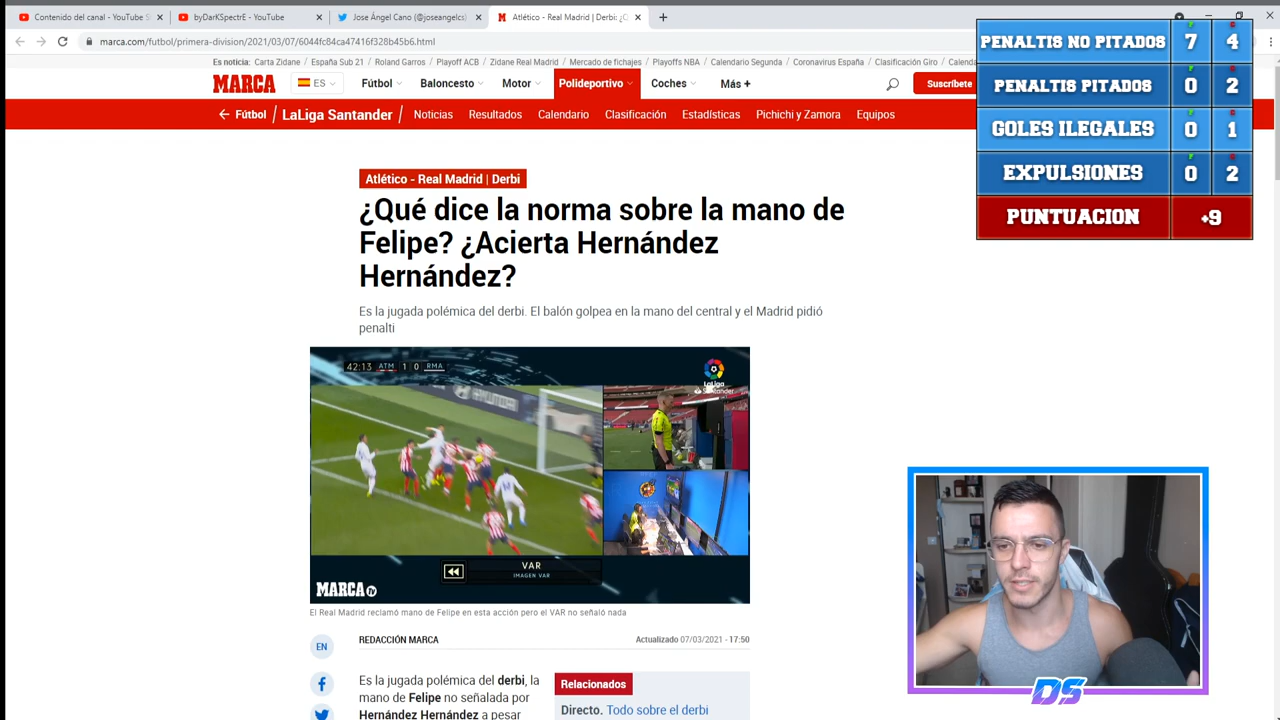 Contenido del canal - YouTube S
byDarKSpectrE - YouTube
Jose Ángel Cano (@joseangelcs)
Atlético - Real Madrid | Derbi: ¿Q
marca.com/futbol/primera-division/2021/03/07/6044fc84ca47416f328b45b6.html
Es noticia: Carta Zidane España Sub 21 Roland Garros Playoff ACB Zidane Real Madrid Mercado de fichajes Playoffs NBA Calendario Segunda Coronavirus España Clasificación Giro Calenda
MARCA ES Fútbol Baloncesto Motor Polideportivo Coches Más + Suscríbete
Fútbol / LaLiga Santander / Noticias Resultados Calendario Clasificación Estadísticas Pichichi y Zamora Equipos
PENALTIS NO PITADOS 7 4
PENALTIS PITADOS 0 2
GOLES ILEGALES 0 1
EXPULSIONES 0 2
PUNTUACION +9
Atlético - Real Madrid | Derbi
¿Qué dice la norma sobre la mano de
Felipe? ¿Acierta Hernández
Hernández?
Es la jugada polémica del derbi. El balón golpea en la mano del central y el Madrid pidió
penalti
42:13 ATM 1 0 RMA
LaLiga
Santander
VAR
IMAGEN VAR
MARCA tv
El Real Madrid reclamó mano de Felipe en esta acción pero el VAR no señaló nada
EN
REDACCIÓN MARCA
Actualizado 07/03/2021 - 17:50
Es la jugada polémica del derbi, la
mano de Felipe no señalada por
Hernández Hernández a pesar
Relacionados
Directo. Todo sobre el derbi
DS